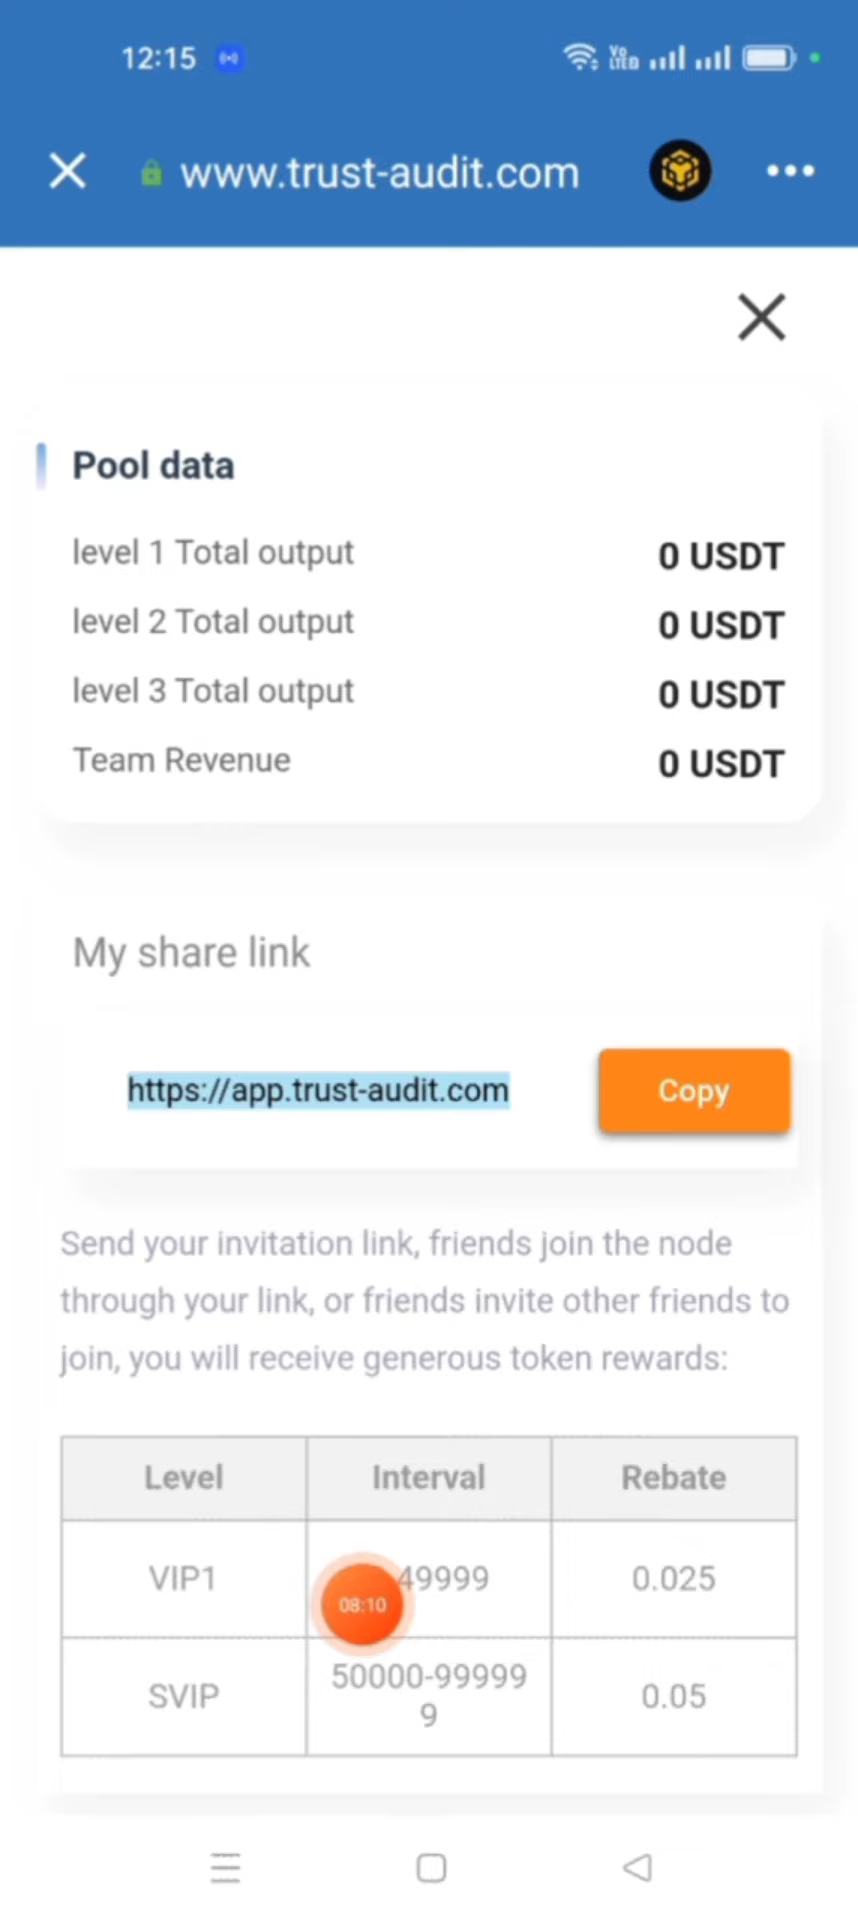 12:15
Vo
LTE
www.trust-audit.com
Pool data
level 1 Total output 0 USDT
level 2 Total output 0 USDT
level 3 Total output 0 USDT
Team Revenue 0 USDT
My share link
https://app.trust-audit.com Copy
Send your invitation link, friends join the node
through your link, or friends invite other friends to
join, you will receive generous token rewards:
Level Interval Rebate
VIP1 49999 0.025
08:10
SVIP 50000-99999
9 0.05